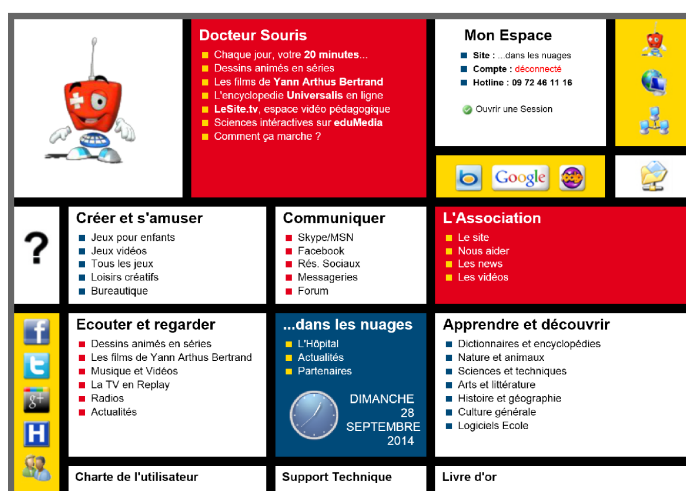 Docteur Souris
Chaque jour, votre 20 minutes...
Dessins animés en séries
Les films de Yann Arthus Bertrand
L'encyclopedie Universalis en ligne
LeSite.tv, espace vidéo pédagogique
Sciences intéractives sur eduMedia
Comment ça marche ?
Mon Espace
Site : ...dans les nuages
Compte : déconnecté
Hotline : 09 72 46 11 16
Ouvrir une Session
b
Google
?
Créer et s'amuser
Jeux pour enfants
Jeux vidéos
Tous les jeux
Loisirs créatifs
Bureautique
Communiquer
Skype/MSN
Facebook
Rés. Sociaux
Messageries
Forum
L'Association
Le site
Nous aider
Les news
Les vidéos
f
t
g+
H
Ecouter et regarder
Dessins animés en séries
Les films de Yann Arthus Bertrand
Musique et Vidéos
La TV en Replay
Radios
Actualités
...dans les nuages
L'Hôpital
Actualités
Partenaires
DIMANCHE
28
SEPTEMBRE
2014
Apprendre et découvrir
Dictionnaires et encyclopédies
Nature et animaux
Sciences et techniques
Arts et littérature
Histoire et géographie
Culture générale
Logiciels Ecole
Charte de l'utilisateur
Support Technique
Livre d'or